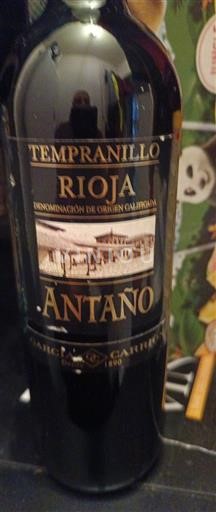 TEMPRANILLO
RIOJA
DENOMINACIÓN DE ORIGEN CALIFICADA
ANTAÑO
GARCIA CARRION
1890